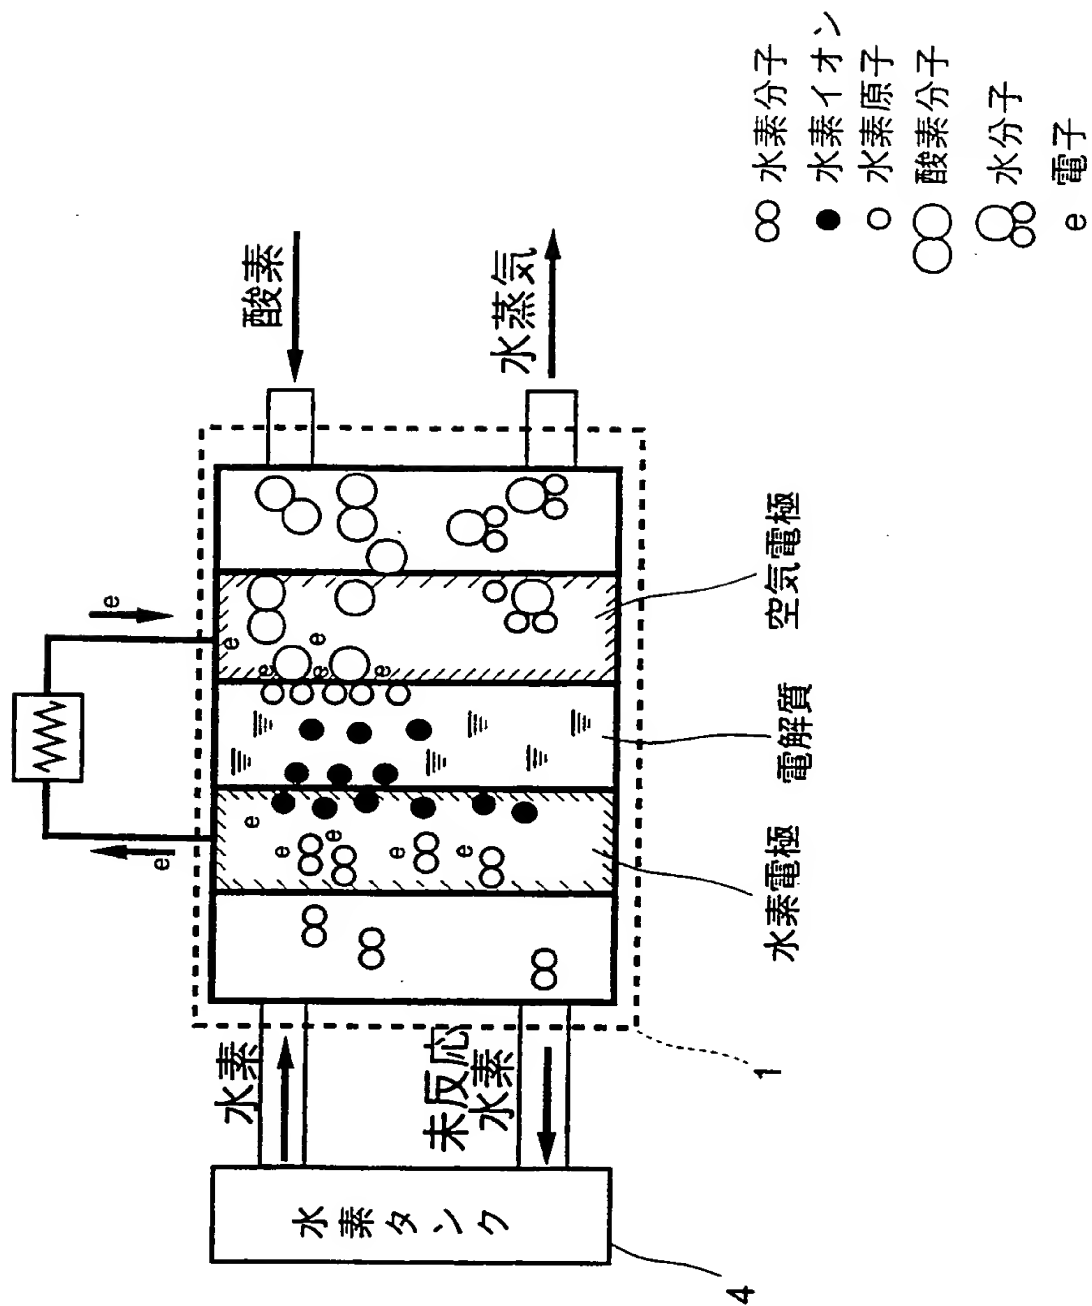 e
e
水素
酸素
e
e
e
e
e
e
e
e
e
e
水素タンク
未反応
水素
水蒸気
4
1
水素電極
電解質
空気電極
水素分子
水素イオン
水素原子
酸素分子
水分子
e 電子